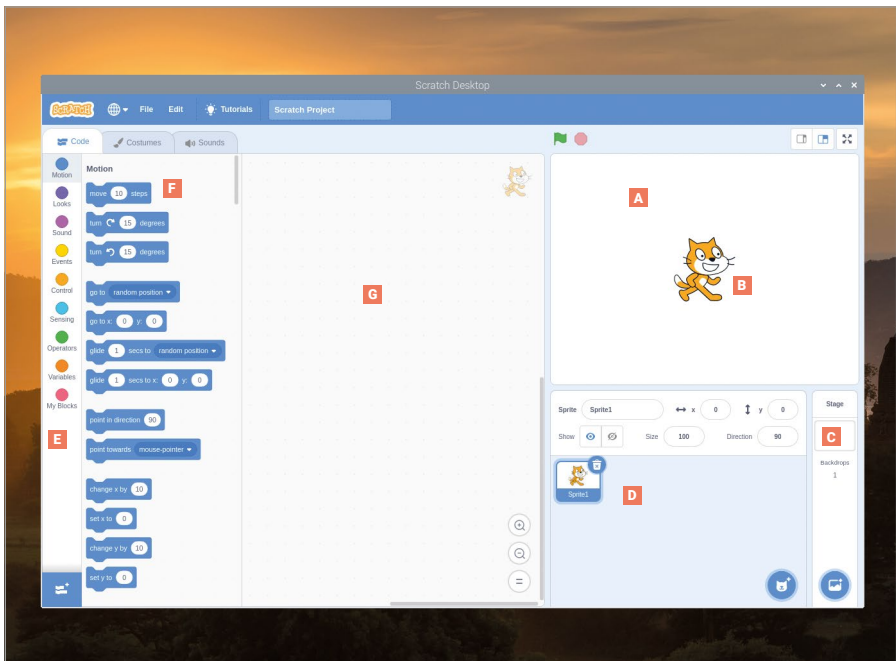 Scratch Desktop
SCRATCH
File Edit Tutorials Scratch Project
Code Costumes Sounds
Motion
Looks
Sound
Events
Control
Sensing
Operators
Variables
My Blocks
E
Motion
move 10 steps
F
turn 15 degrees
turn 15 degrees
go to random position
go to x: 0 y: 0
glide 1 secs to random position
glide 1 secs to x: 0 y: 0
point in direction 90
point towards mouse-pointer
change x by 10
set x to 0
change y by 10
set y to 0
G
A
B
Sprite Sprite1 x 0 y 0
Show Size 100 Direction 90
Sprite1
D
Stage
C
Backdrops
1